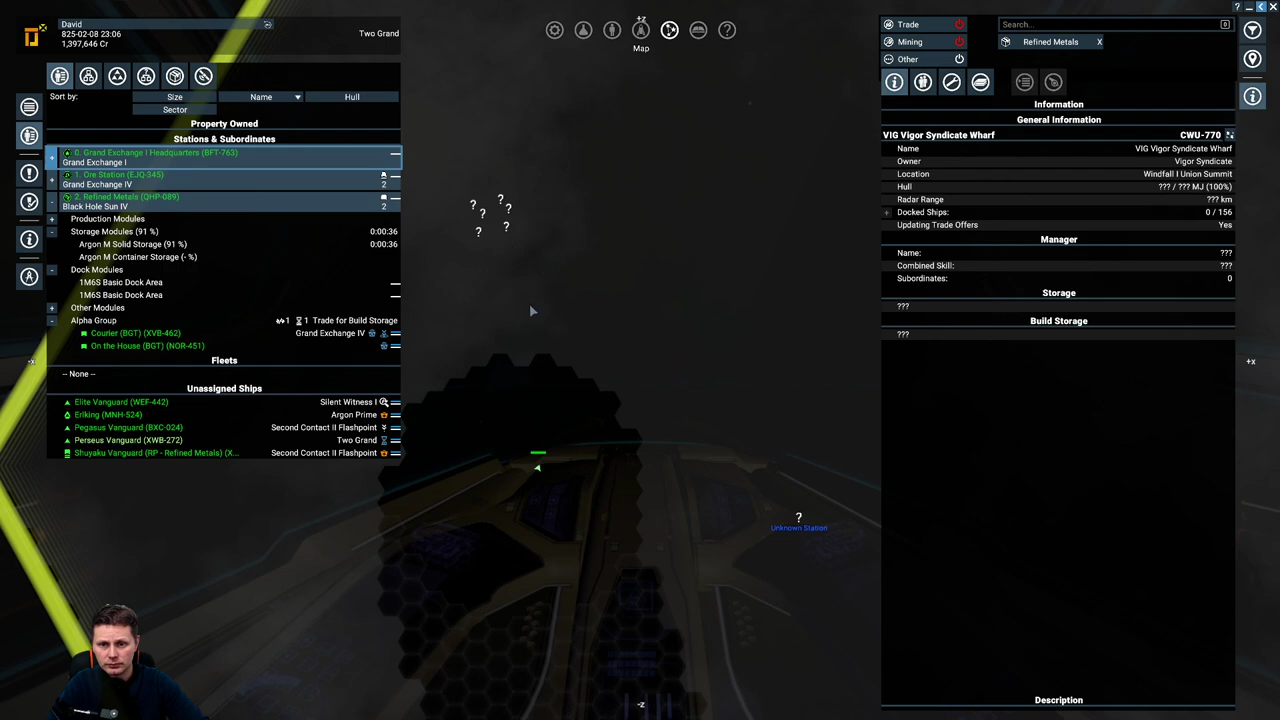 David
825-02-08 23:06
1,397,646 Cr
Two Grand
+z
Map
Sort by:
Size
Name
Hull
Sector
Property Owned
Stations & Subordinates
+
0. Grand Exchange I Headquarters (BFT-763)
Grand Exchange I
+
1. Ore Station (EJQ-345)
Grand Exchange IV
2
-
2. Refined Metals (QHP-089)
Black Hole Sun IV
2
+ Production Modules
- Storage Modules (91 %) 0:00:36
Argon M Solid Storage (91 %) 0:00:36
Argon M Container Storage (- %)
- Dock Modules
1M6S Basic Dock Area
1M6S Basic Dock Area
+ Other Modules
- Alpha Group 1 1 Trade for Build Storage
Courier (BGT) (XVB-462) Grand Exchange IV
On the House (BGT) (NOR-451)
Fleets
-- None --
Unassigned Ships
Elite Vanguard (WEF-442) Silent Witness I
Erlking (MNH-524) Argon Prime
Pegasus Vanguard (BXC-024) Second Contact II Flashpoint
Perseus Vanguard (XWB-272) Two Grand
Shuyaku Vanguard (RP - Refined Metals) (X... Second Contact II Flashpoint
-x
? ? ? ? ? ?
?
Unknown Station
-z
+x
Trade
Mining
Other
Search...
0
Refined Metals X
Information
General Information
VIG Vigor Syndicate Wharf CWU-770
Name VIG Vigor Syndicate Wharf
Owner Vigor Syndicate
Location Windfall I Union Summit
Hull ??? / ??? MJ (100%)
Radar Range ??? km
+ Docked Ships: 0 / 156
Updating Trade Offers Yes
Manager
Name: ???
Combined Skill: ???
Subordinates: 0
Storage
???
Build Storage
???
Description